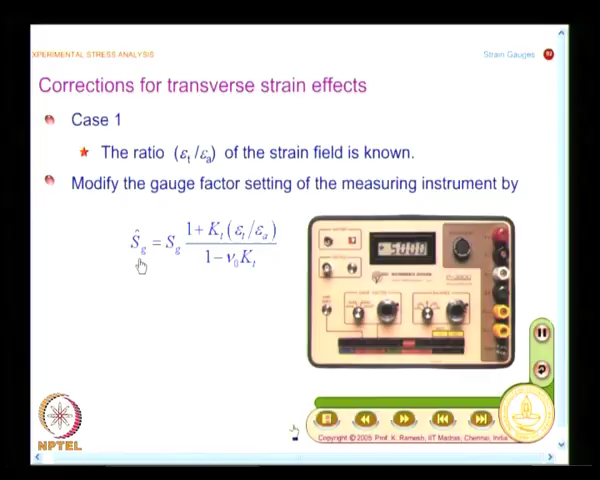 XPERIMENTAL STRESS ANALYSIS
Strain Gauges
Corrections for transverse strain effects
Case 1
The ratio (εt/εa) of the strain field is known.
Modify the gauge factor setting of the measuring instrument by
Ŝg = Sg (1 + Kt (εt/εa)) / (1 − ν0Kt)
5000
NPTEL
Copyright © 2005 Prof. K. Ramesh, IIT Madras, Chennai, India